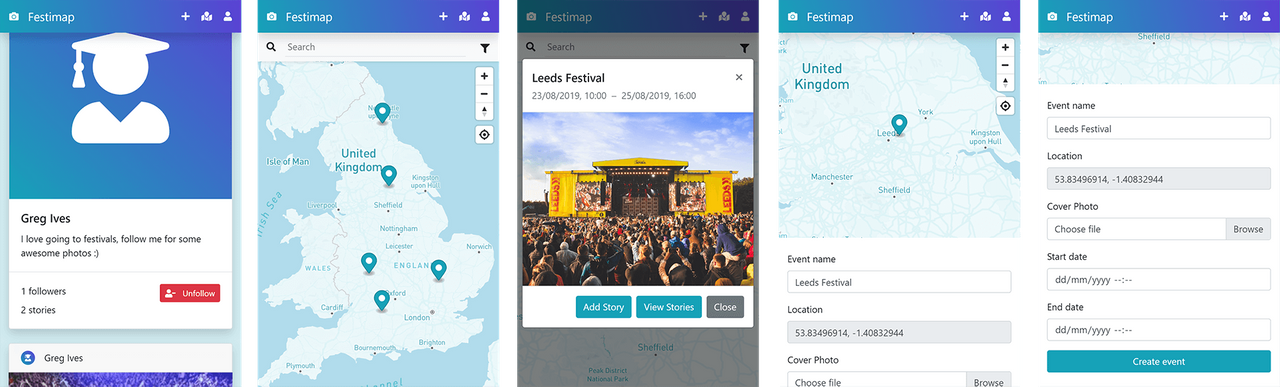 Festimap
Greg Ives
I love going to festivals, follow me for some
awesome photos :)
1 followers
Unfollow
2 stories
Greg Ives
Festimap
Search
Isle of Man
United
Kingdom
Kingston
upon Hull
Liverpool
Sheffield
Nottingham
Leicester
Norwich
WALES
ENGLAND
Oxford
Cardiff
London
Bournemouth
Brighton
Plymouth
Festimap
Search
Leeds Festival
23/08/2019, 10:00 – 25/08/2019, 16:00
LEEDS
Add Story
View Stories
Close
Sheffield
Peak District
National Park
Festimap
United
Kingdom
York
Leeds
Kingston
upon Hull
Manchester
Sheffield
Event name
Leeds Festival
Location
53.83496914, -1.40832944
Cover Photo
Choose file
Browse
Festimap
Sheffield
Event name
Leeds Festival
Location
53.83496914, -1.40832944
Cover Photo
Choose file
Browse
Start date
dd/mm/yyyy --:--
End date
dd/mm/yyyy --:--
Create event